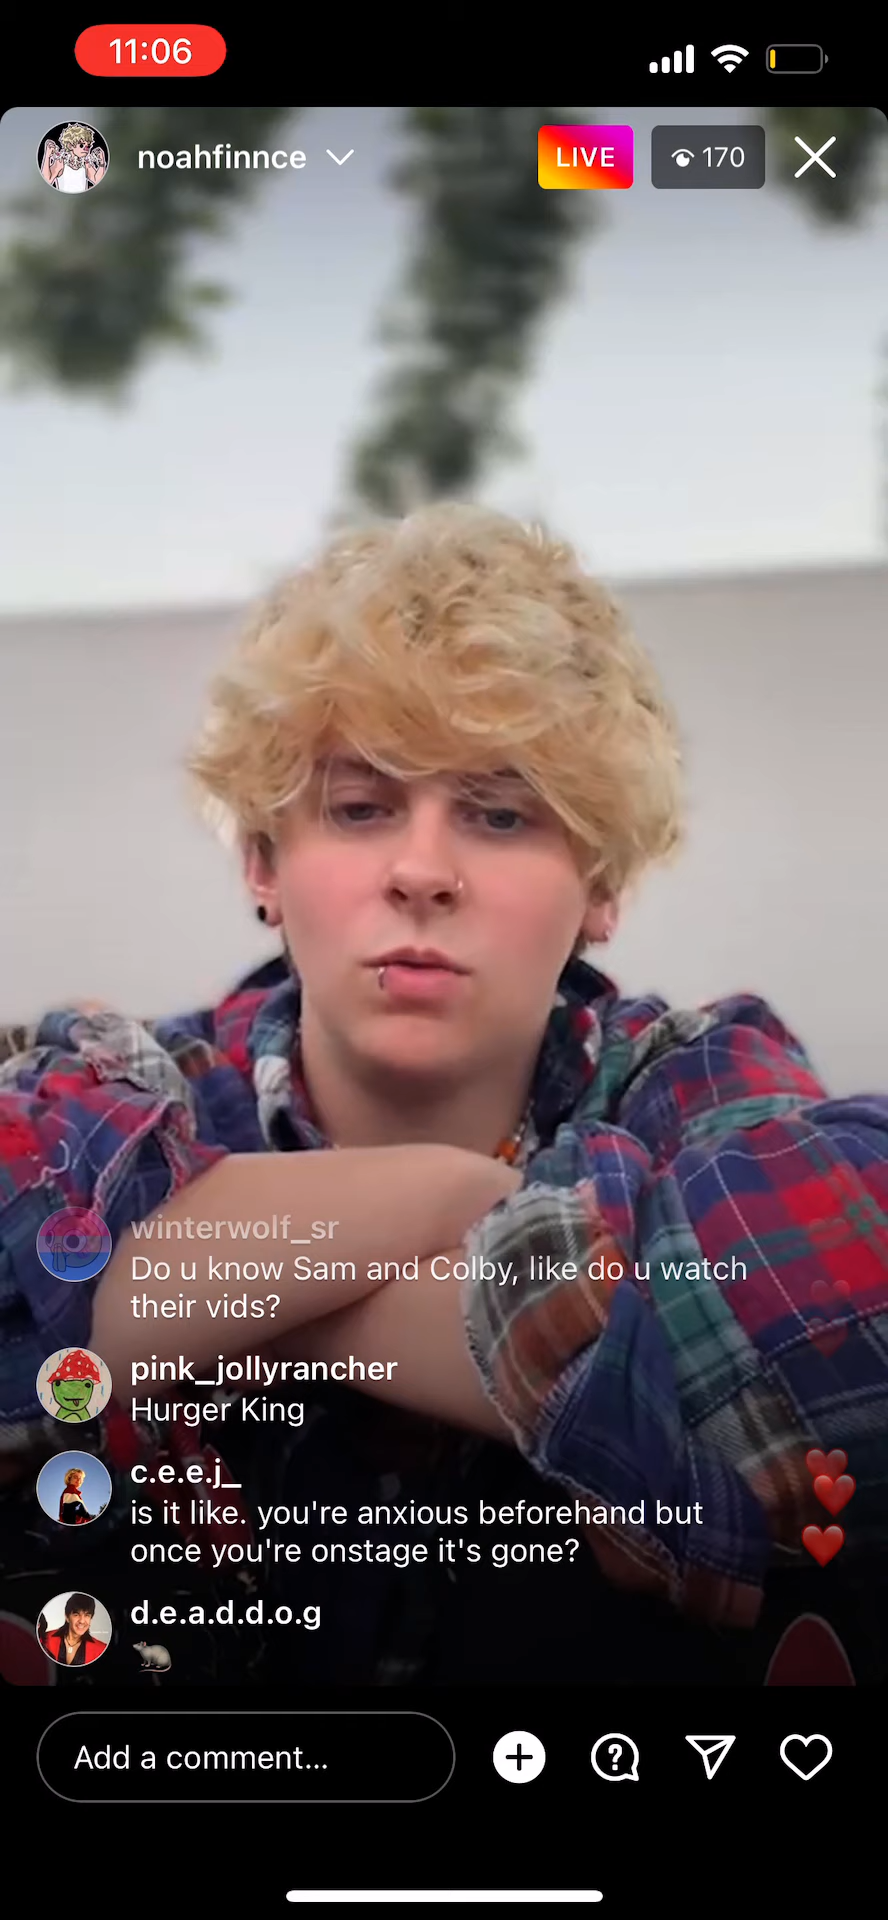 11:06
noahfinnce
LIVE
170
winterwolf_sr
Do u know Sam and Colby, like do u watch
their vids?
pink_jollyrancher
Hurger King
c.e.e.j_
is it like. you're anxious beforehand but
once you're onstage it's gone?
d.e.a.d.d.o.g
🐀
Add a comment...